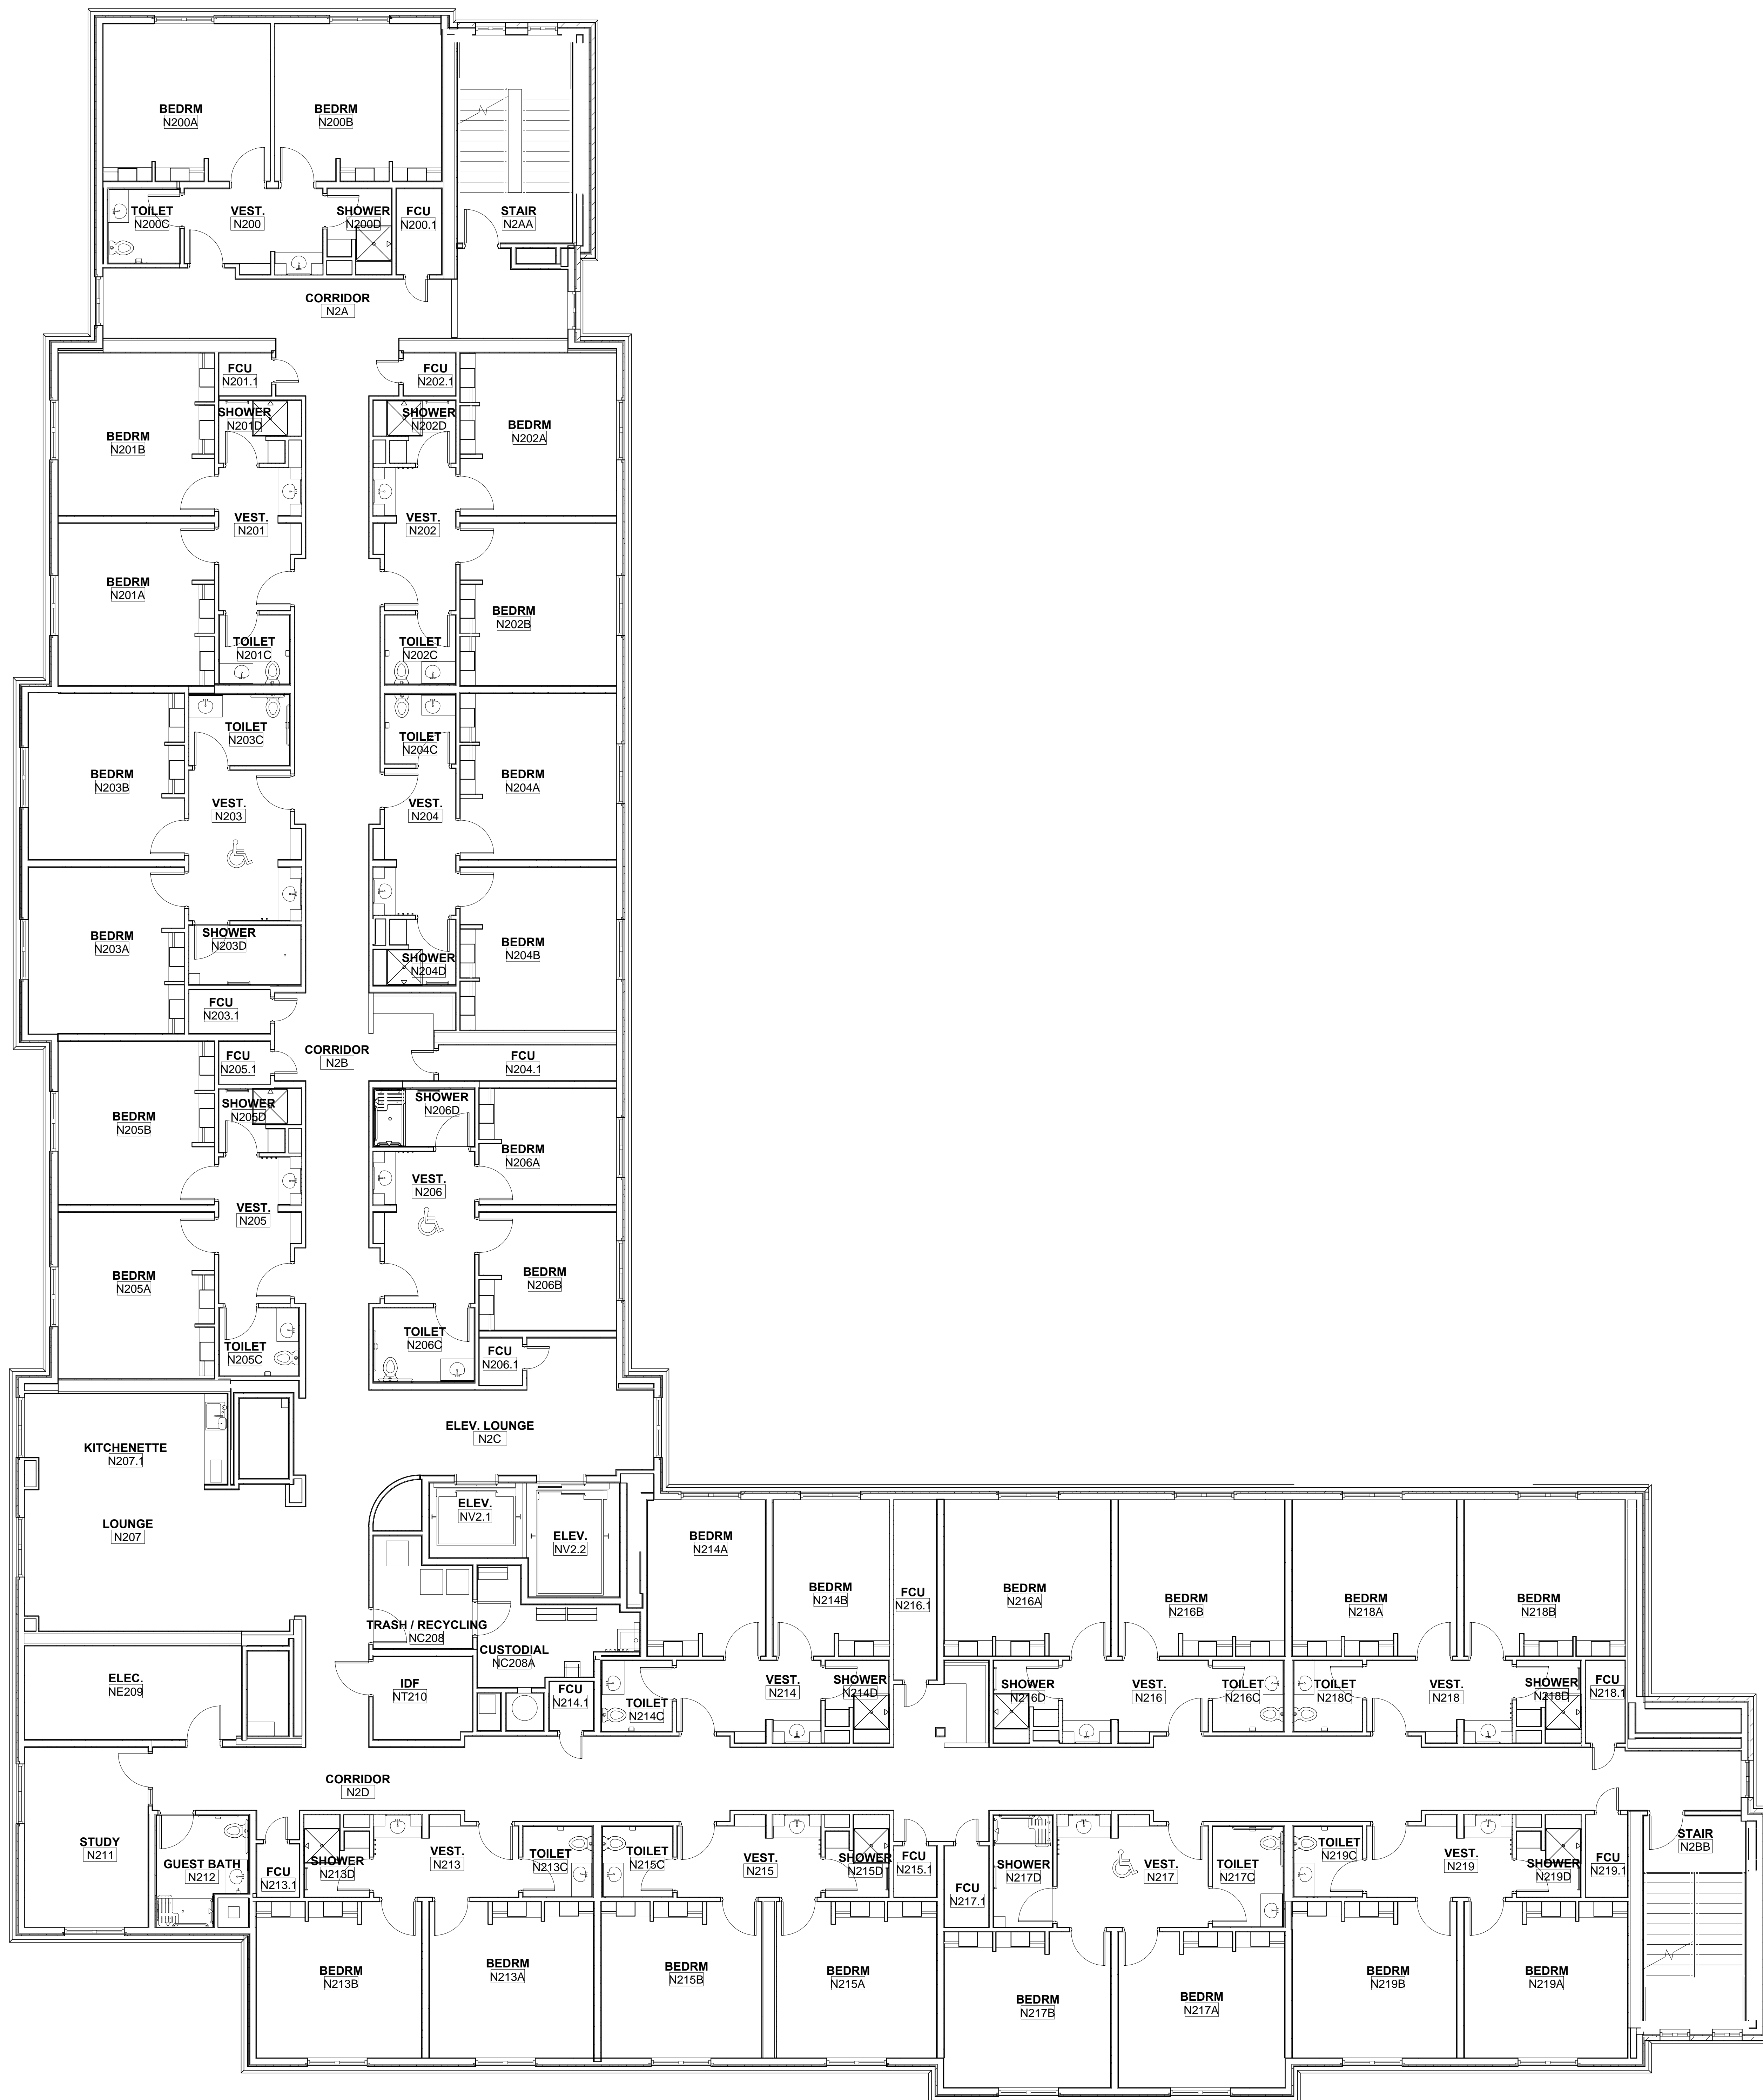 BEDRM
N200A
BEDRM
N200B
TOILET
N200C
VEST.
N200
SHOWER
N200D
FCU
N200.1
STAIR
N2AA
CORRIDOR
N2A
FCU
N201.1
FCU
N202.1
SHOWER
N201D
SHOWER
N202D
BEDRM
N201B
BEDRM
N202A
VEST.
N201
VEST.
N202
BEDRM
N201A
BEDRM
N202B
TOILET
N201C
TOILET
N202C
TOILET
N203C
TOILET
N204C
BEDRM
N203B
BEDRM
N204A
VEST.
N203
VEST.
N204
BEDRM
N203A
SHOWER
N203D
BEDRM
N204B
SHOWER
N204D
FCU
N203.1
CORRIDOR
N2B
FCU
N205.1
FCU
N204.1
SHOWER
N205D
SHOWER
N206D
BEDRM
N205B
BEDRM
N206A
VEST.
N206
VEST.
N205
BEDRM
N205A
BEDRM
N206B
TOILET
N205C
TOILET
N206C
FCU
N206.1
ELEV. LOUNGE
N2C
KITCHENETTE
N207.1
LOUNGE
N207
ELEV.
NV2.1
ELEV.
NV2.2
BEDRM
N214A
BEDRM
N214B
FCU
N216.1
BEDRM
N216A
BEDRM
N216B
BEDRM
N218A
BEDRM
N218B
TRASH / RECYCLING
NC208
CUSTODIAL
NC208A
ELEC.
NE209
IDF
NT210
FCU
N214.1
TOILET
N214C
VEST.
N214
SHOWER
N214D
SHOWER
N216D
VEST.
N216
TOILET
N216C
TOILET
N218C
VEST.
N218
SHOWER
N218D
FCU
N218.1
CORRIDOR
N2D
STUDY
N211
GUEST BATH
N212
FCU
N213.1
SHOWER
N213D
VEST.
N213
TOILET
N213C
TOILET
N215C
VEST.
N215
SHOWER
N215D
FCU
N215.1
FCU
N217.1
SHOWER
N217D
VEST.
N217
TOILET
N217C
TOILET
N219C
VEST.
N219
SHOWER
N219D
FCU
N219.1
STAIR
N2BB
BEDRM
N213B
BEDRM
N213A
BEDRM
N215B
BEDRM
N215A
BEDRM
N217B
BEDRM
N217A
BEDRM
N219B
BEDRM
N219A